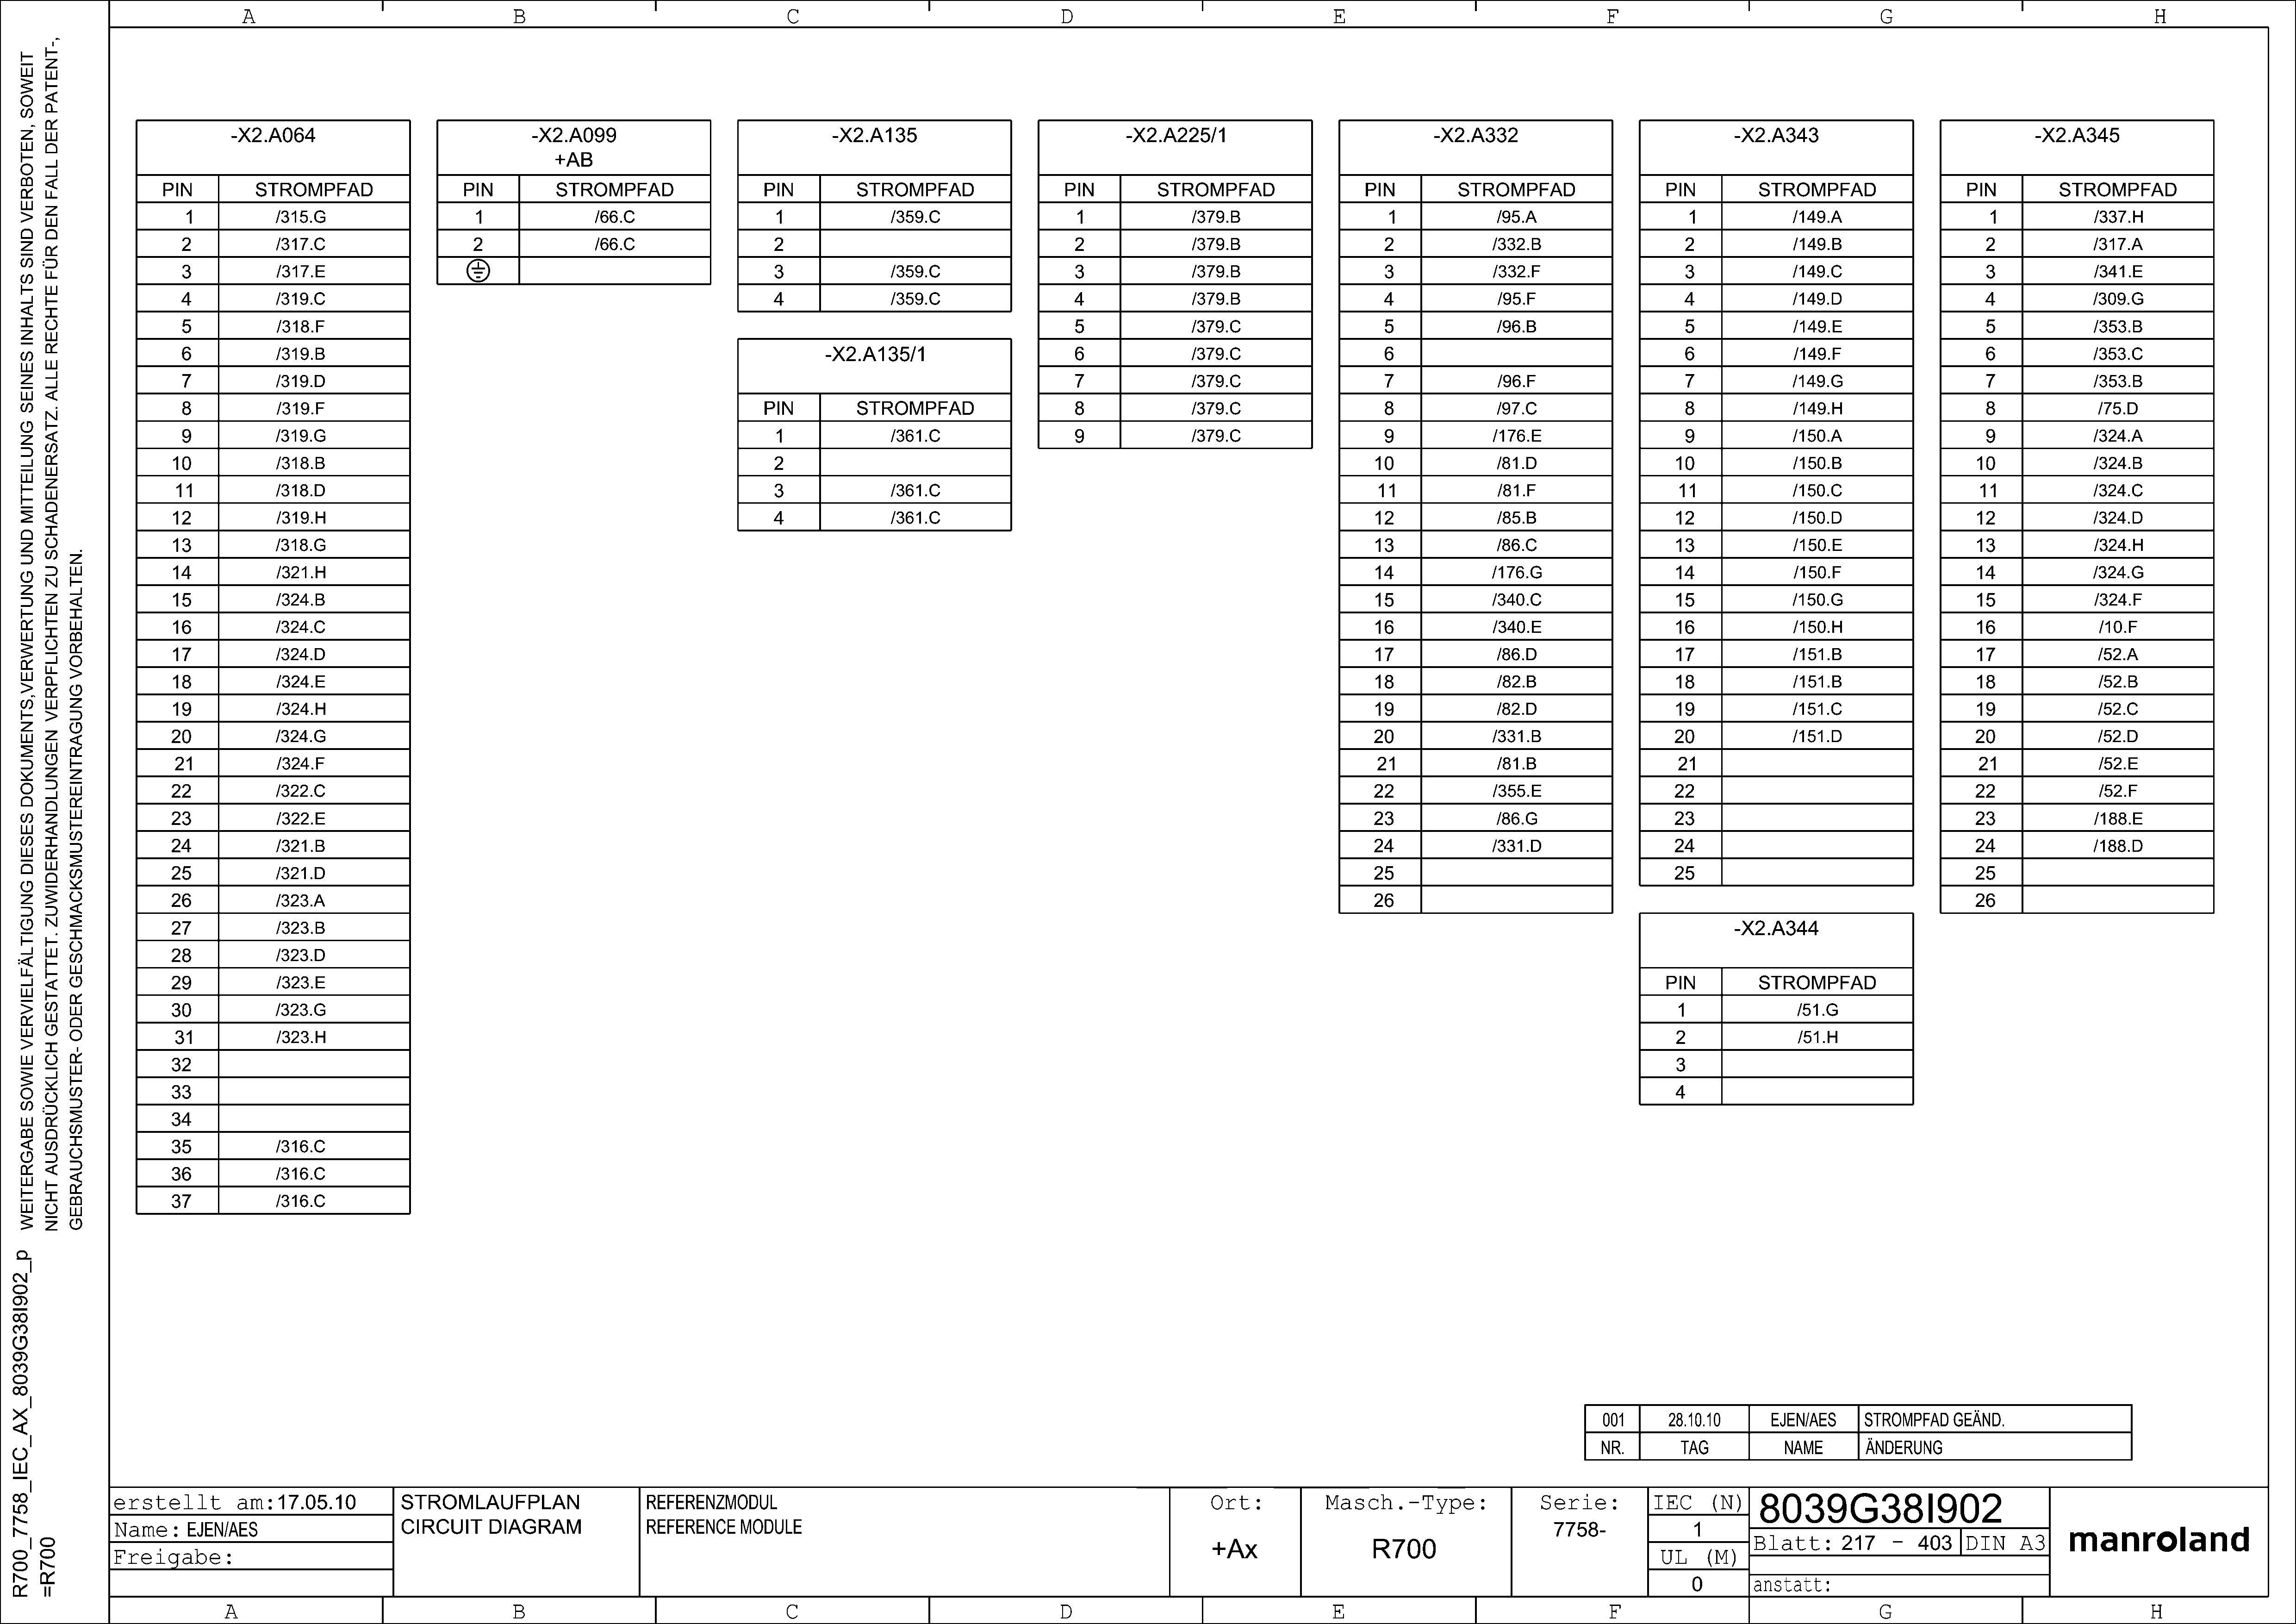 A B C D E F G H
WEITERGABE SOWIE VERVIELFÄLTIGUNG DIESES DOKUMENTS,VERWERTUNG UND MITTEILUNG SEINES INHALTS SIND VERBOTEN, SOWEIT
NICHT AUSDRÜCKLICH GESTATTET. ZUWIDERHANDLUNGEN VERPFLICHTEN ZU SCHADENERSATZ. ALLE RECHTE FÜR DEN FALL DER PATENT-,
GEBRAUCHSMUSTER- ODER GESCHMACKSMUSTEREINTRAGUNG VORBEHALTEN.
R700_7758_IEC_AX_8039G38I902_p
=R700
-X2.A064
PIN STROMPFAD
1 /315.G
2 /317.C
3 /317.E
4 /319.C
5 /318.F
6 /319.B
7 /319.D
8 /319.F
9 /319.G
10 /318.B
11 /318.D
12 /319.H
13 /318.G
14 /321.H
15 /324.B
16 /324.C
17 /324.D
18 /324.E
19 /324.H
20 /324.G
21 /324.F
22 /322.C
23 /322.E
24 /321.B
25 /321.D
26 /323.A
27 /323.B
28 /323.D
29 /323.E
30 /323.G
31 /323.H
32
33
34
35 /316.C
36 /316.C
37 /316.C
-X2.A099
+AB
PIN STROMPFAD
1 /66.C
2 /66.C
-X2.A135
PIN STROMPFAD
1 /359.C
2
3 /359.C
4 /359.C
-X2.A135/1
PIN STROMPFAD
1 /361.C
2
3 /361.C
4 /361.C
-X2.A225/1
PIN STROMPFAD
1 /379.B
2 /379.B
3 /379.B
4 /379.B
5 /379.C
6 /379.C
7 /379.C
8 /379.C
9 /379.C
-X2.A332
PIN STROMPFAD
1 /95.A
2 /332.B
3 /332.F
4 /95.F
5 /96.B
6
7 /96.F
8 /97.C
9 /176.E
10 /81.D
11 /81.F
12 /85.B
13 /86.C
14 /176.G
15 /340.C
16 /340.E
17 /86.D
18 /82.B
19 /82.D
20 /331.B
21 /81.B
22 /355.E
23 /86.G
24 /331.D
25
26
-X2.A343
PIN STROMPFAD
1 /149.A
2 /149.B
3 /149.C
4 /149.D
5 /149.E
6 /149.F
7 /149.G
8 /149.H
9 /150.A
10 /150.B
11 /150.C
12 /150.D
13 /150.E
14 /150.F
15 /150.G
16 /150.H
17 /151.B
18 /151.B
19 /151.C
20 /151.D
21
22
23
24
25
-X2.A344
PIN STROMPFAD
1 /51.G
2 /51.H
3
4
-X2.A345
PIN STROMPFAD
1 /337.H
2 /317.A
3 /341.E
4 /309.G
5 /353.B
6 /353.C
7 /353.B
8 /75.D
9 /324.A
10 /324.B
11 /324.C
12 /324.D
13 /324.H
14 /324.G
15 /324.F
16 /10.F
17 /52.A
18 /52.B
19 /52.C
20 /52.D
21 /52.E
22 /52.F
23 /188.E
24 /188.D
25
26
001 28.10.10 EJEN/AES STROMPFAD GEÄND.
NR. TAG NAME ÄNDERUNG
erstellt am:17.05.10
Name: EJEN/AES
Freigabe:
STROMLAUFPLAN
CIRCUIT DIAGRAM
REFERENZMODUL
REFERENCE MODULE
Ort:
+Ax
Masch.-Type:
R700
Serie:
7758-
IEC (N)
1
UL (M)
0
8039G38I902
Blatt: 217 - 403 DIN A3
anstatt:
manroland
A B C D E F G H